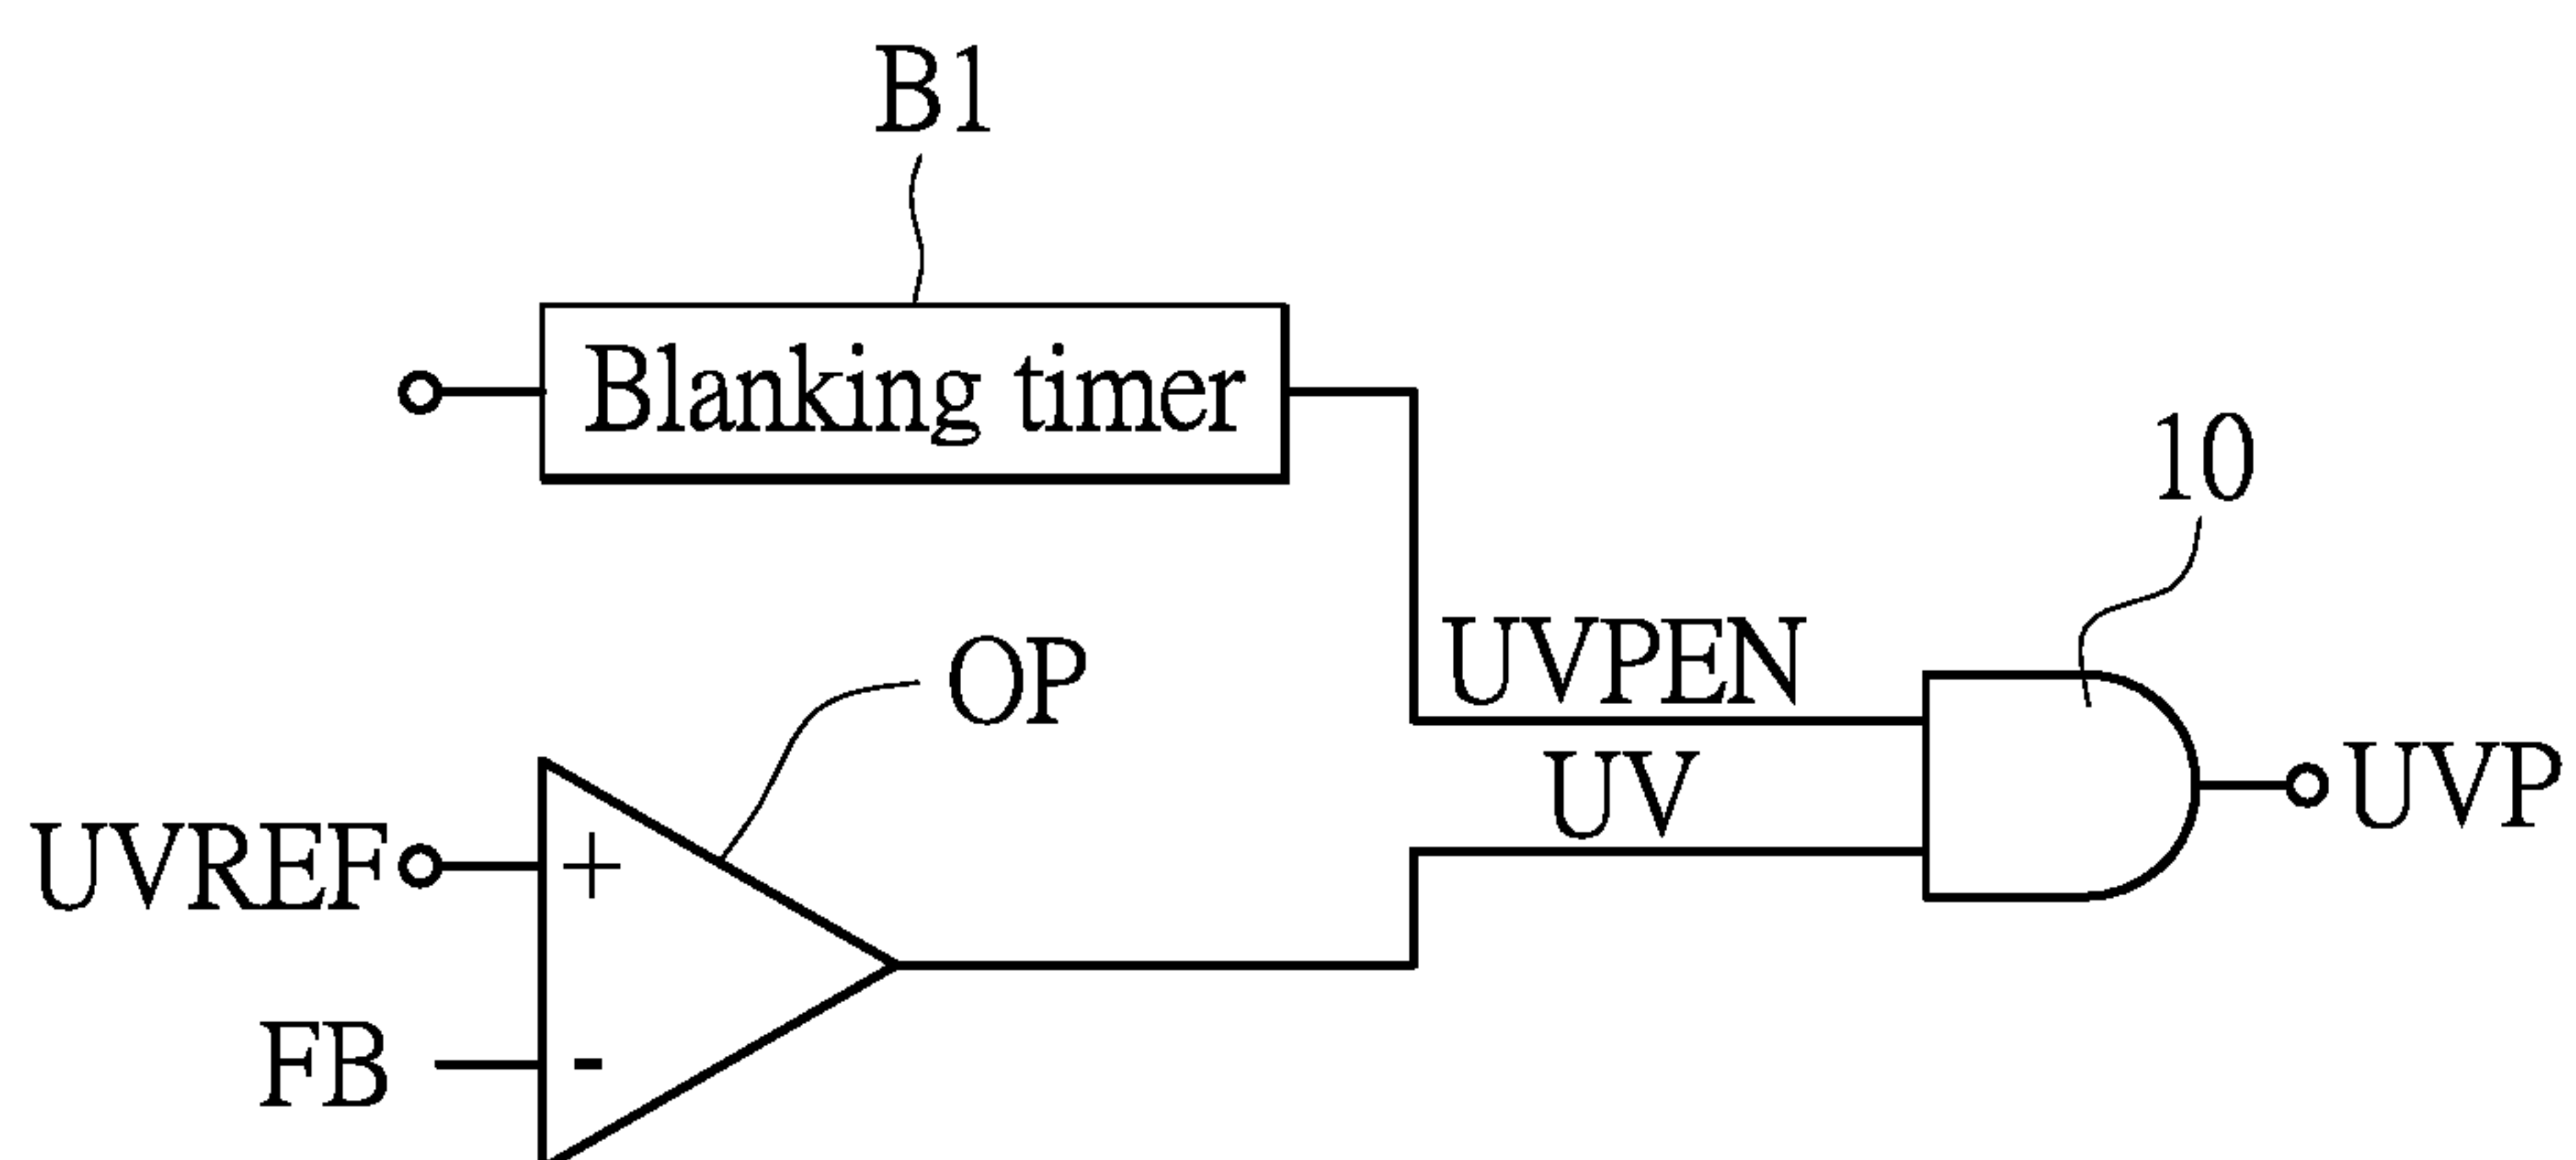 B1
Blanking timer
10
OP
UVPEN
UV
UVP
UVREF
+
FB
-